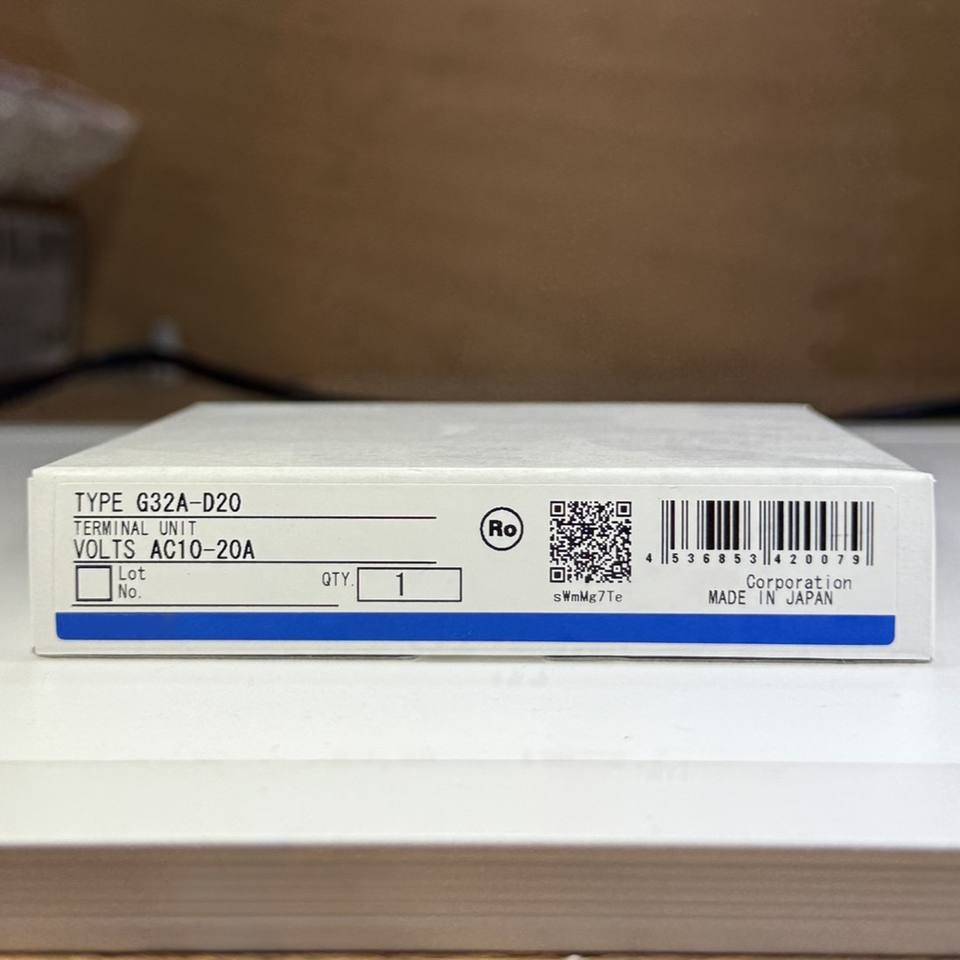 TYPE G32A-D20
TERMINAL UNIT
VOLTS AC10-20A
Lot
No.
QTY. 1
Ro
sWmMg7Te
4 536853 420079
Corporation
MADE IN JAPAN